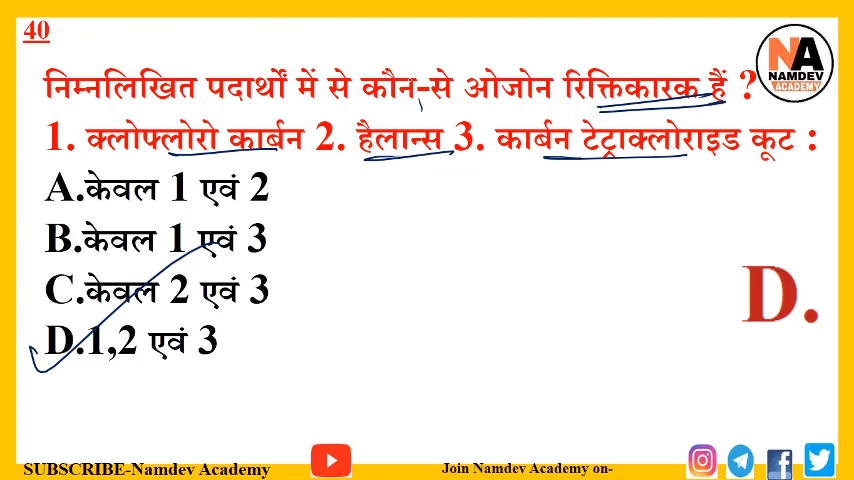 40
NA
NAMDEV
ACADEMY
निम्नलिखित पदार्थों में से कौन-से ओजोन रिक्तिकारक हैं ?
1. क्लोफ्लोरो कार्बन 2. हैलान्स 3. कार्बन टेट्राक्लोराइड कूट :
A.केवल 1 एवं 2
B.केवल 1 एवं 3
C.केवल 2 एवं 3
D.1,2 एवं 3
D.
SUBSCRIBE-Namdev Academy
Join Namdev Academy on-